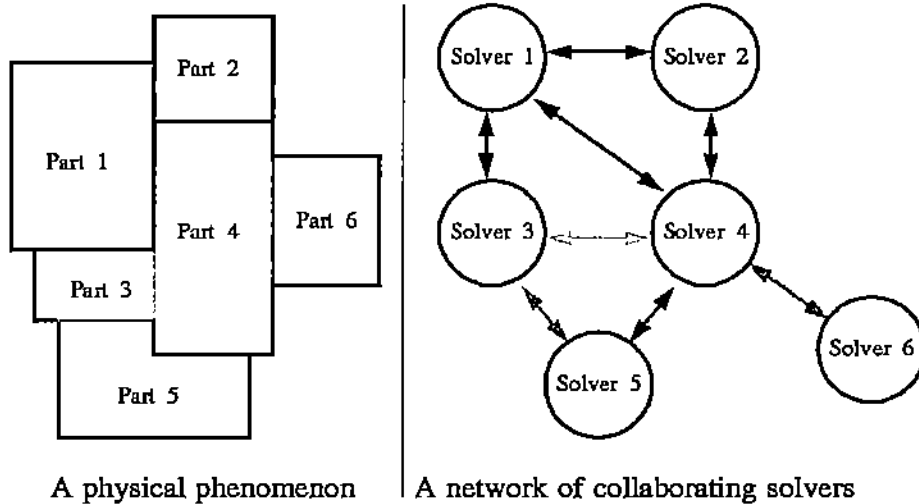 Part 2
Part 1
Part 6
Part 4
Part 3
Part 5
A physical phenomenon
Solver 1
Solver 2
Solver 3
Solver 4
Solver 6
Solver 5
A network of collaborating solvers